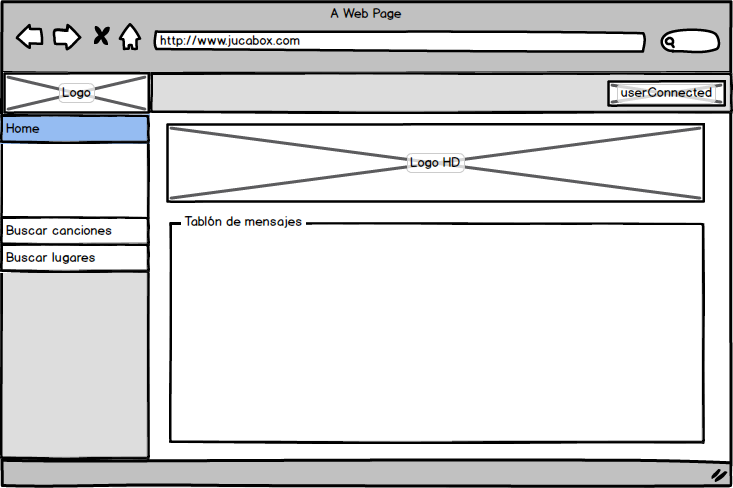 A Web Page
http://www.jucabox.com
Logo
userConnected
Home
Logo HD
Tablón de mensajes
Buscar canciones
Buscar lugares